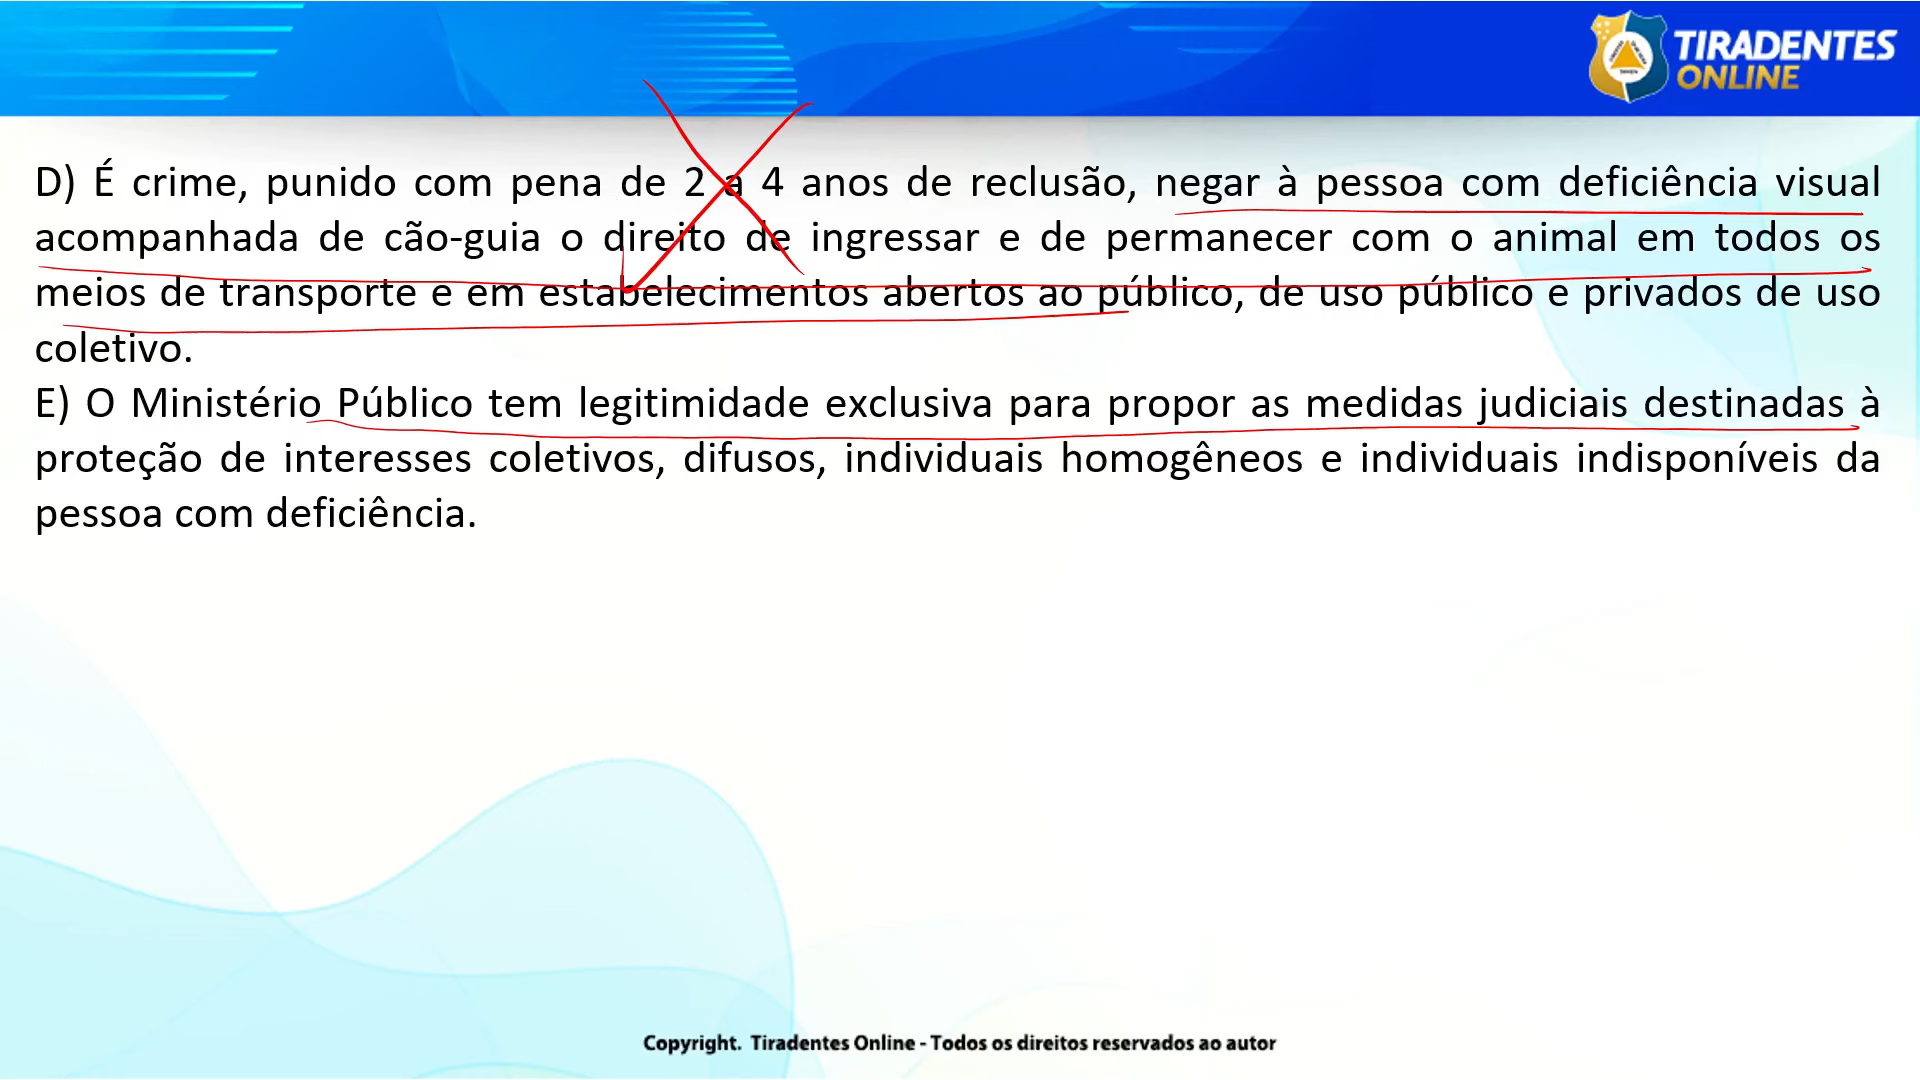 TIRADENTES
ONLINE
D) É crime, punido com pena de 2 a 4 anos de reclusão, negar à pessoa com deficiência visual
acompanhada de cão-guia o direito de ingressar e de permanecer com o animal em todos os
meios de transporte e em estabelecimentos abertos ao público, de uso público e privados de uso
coletivo.
E) O Ministério Público tem legitimidade exclusiva para propor as medidas judiciais destinadas à
proteção de interesses coletivos, difusos, individuais homogêneos e individuais indisponíveis da
pessoa com deficiência.
Copyright. Tiradentes Online - Todos os direitos reservados ao autor